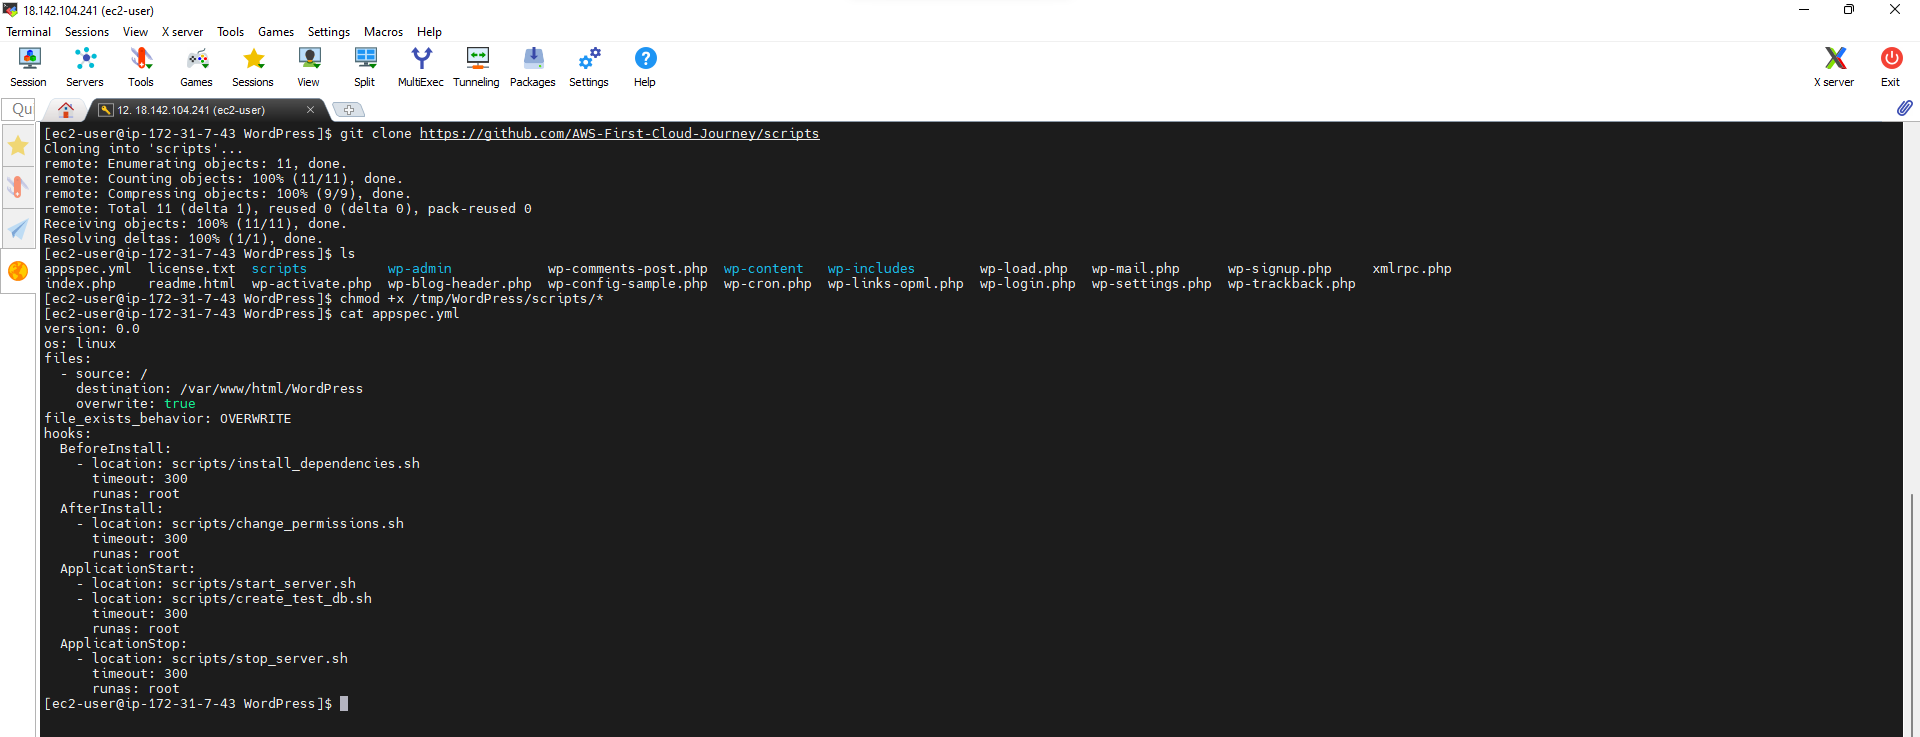 18.142.104.241 (ec2-user)
Terminal Sessions View X server Tools Games Settings Macros Help
Session Servers Tools Games Sessions View Split MultiExec Tunneling Packages Settings Help X server Exit
Qu 12. 18.142.104.241 (ec2-user)
[ec2-user@ip-172-31-7-43 WordPress]$ git clone https://github.com/AWS-First-Cloud-Journey/scripts
Cloning into 'scripts'...
remote: Enumerating objects: 11, done.
remote: Counting objects: 100% (11/11), done.
remote: Compressing objects: 100% (9/9), done.
remote: Total 11 (delta 1), reused 0 (delta 0), pack-reused 0
Receiving objects: 100% (11/11), done.
Resolving deltas: 100% (1/1), done.
[ec2-user@ip-172-31-7-43 WordPress]$ ls
appspec.yml license.txt scripts wp-admin wp-comments-post.php wp-content wp-includes wp-load.php wp-mail.php wp-signup.php xmlrpc.php
index.php readme.html wp-activate.php wp-blog-header.php wp-config-sample.php wp-cron.php wp-links-opml.php wp-login.php wp-settings.php wp-trackback.php
[ec2-user@ip-172-31-7-43 WordPress]$ chmod +x /tmp/WordPress/scripts/*
[ec2-user@ip-172-31-7-43 WordPress]$ cat appspec.yml
version: 0.0
os: linux
files:
  - source: /
    destination: /var/www/html/WordPress
    overwrite: true
file_exists_behavior: OVERWRITE
hooks:
  BeforeInstall:
    - location: scripts/install_dependencies.sh
      timeout: 300
      runas: root
  AfterInstall:
    - location: scripts/change_permissions.sh
      timeout: 300
      runas: root
  ApplicationStart:
    - location: scripts/start_server.sh
    - location: scripts/create_test_db.sh
      timeout: 300
      runas: root
  ApplicationStop:
    - location: scripts/stop_server.sh
      timeout: 300
      runas: root
[ec2-user@ip-172-31-7-43 WordPress]$